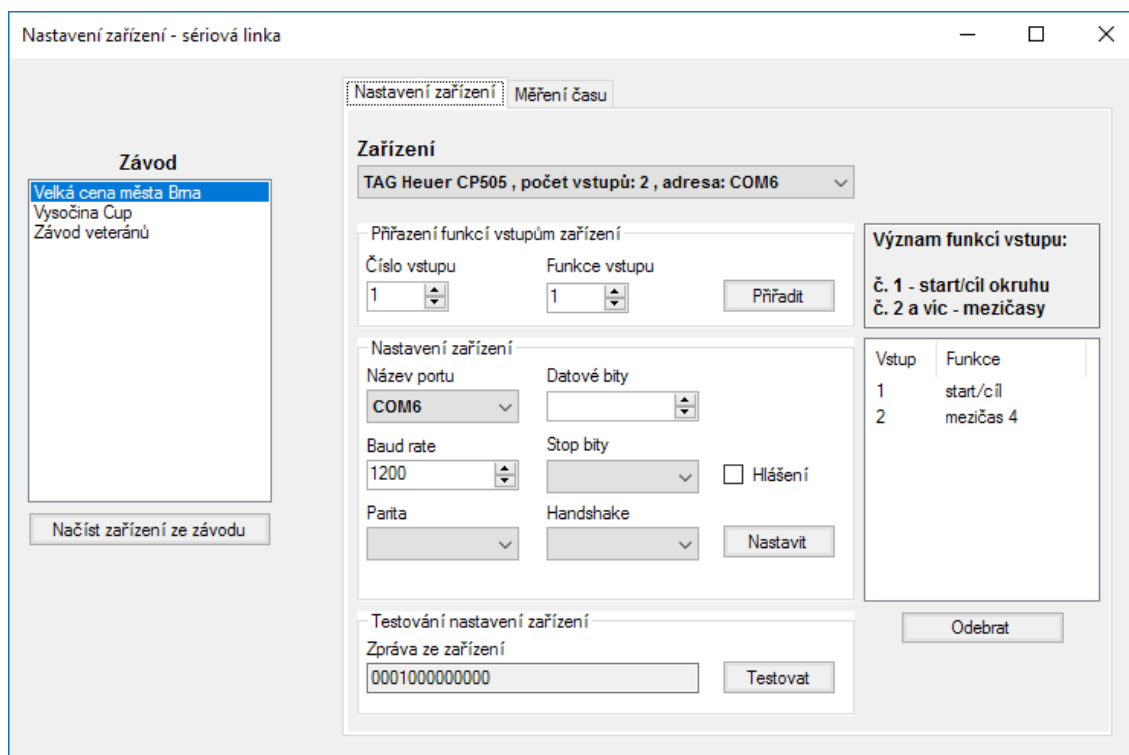 Nastavení zařízení - sériová linka
Závod
Velká cena města Brna
Vysočina Cup
Závod veteránů
Načíst zařízení ze závodu
Nastavení zařízení
Měření času
Zařízení
TAG Heuer CP505 , počet vstupů: 2 , adresa: COM6
Přiřazení funkcí vstupům zařízení
Číslo vstupu
Funkce vstupu
1
1
Přiřadit
Význam funkcí vstupu:
č. 1 - start/cíl okruhu
č. 2 a víc - mezičasy
Nastavení zařízení
Název portu
Datové bity
COM6
Baud rate
Stop bity
1200
Hlášení
Parita
Handshake
Nastavit
Vstup Funkce
1 start/cíl
2 mezičas 4
Odebrat
Testování nastavení zařízení
Zpráva ze zařízení
0001000000000
Testovat